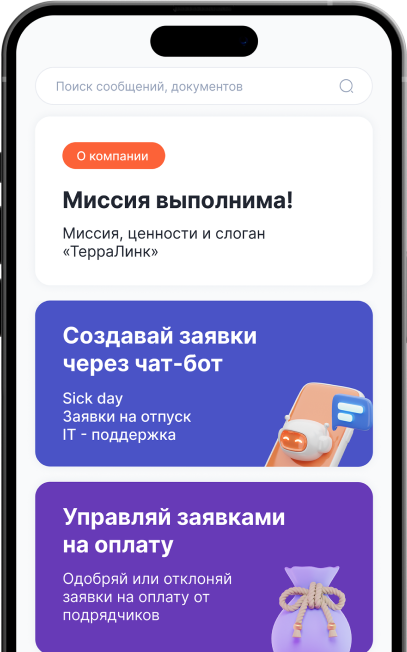 Поиск сообщений, документов
О компании
Миссия выполнима!
Миссия, ценности и слоган
«ТерраЛинк»
Создавай заявки
через чат-бот
Sick day
Заявки на отпуск
IT - поддержка
Управляй заявками
на оплату
Одобряй или отклоняй
заявки на оплату от
подрядчиков